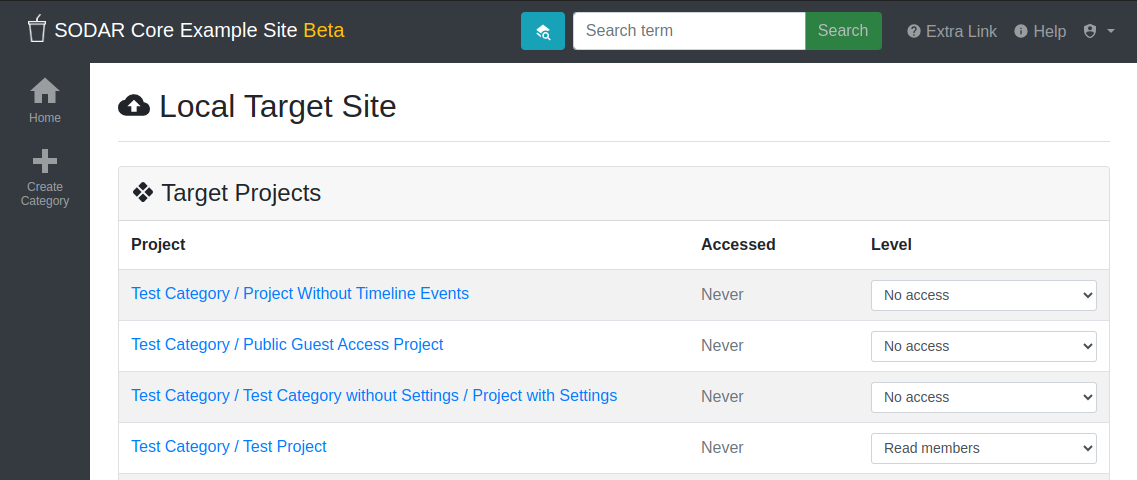 SODAR Core Example Site Beta
Search term
Search
Extra Link
Help
Home
Create
Category
Local Target Site
Target Projects
Project Accessed Level
Test Category / Project Without Timeline Events Never No access
Test Category / Public Guest Access Project Never No access
Test Category / Test Category without Settings / Project with Settings Never No access
Test Category / Test Project Never Read members